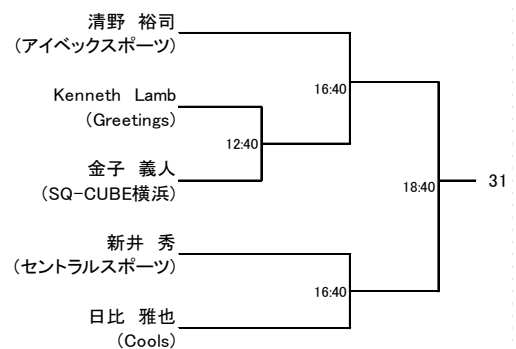 清野 裕司
(アイベックスポーツ)
16:40
Kenneth Lamb
(Greetings)
12:40
金子 義人
(SQ-CUBE横浜)
18:40
31
新井 秀
(セントラルスポーツ)
16:40
日比 雅也
(Cools)